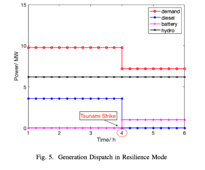 15
demand
diesel
battery
hydro
10
Power/ MW
5
Tsunami Strike
0
1 2 3 4 5 6
Time/ h
Fig. 5. Generation Dispatch in Resilience Mode